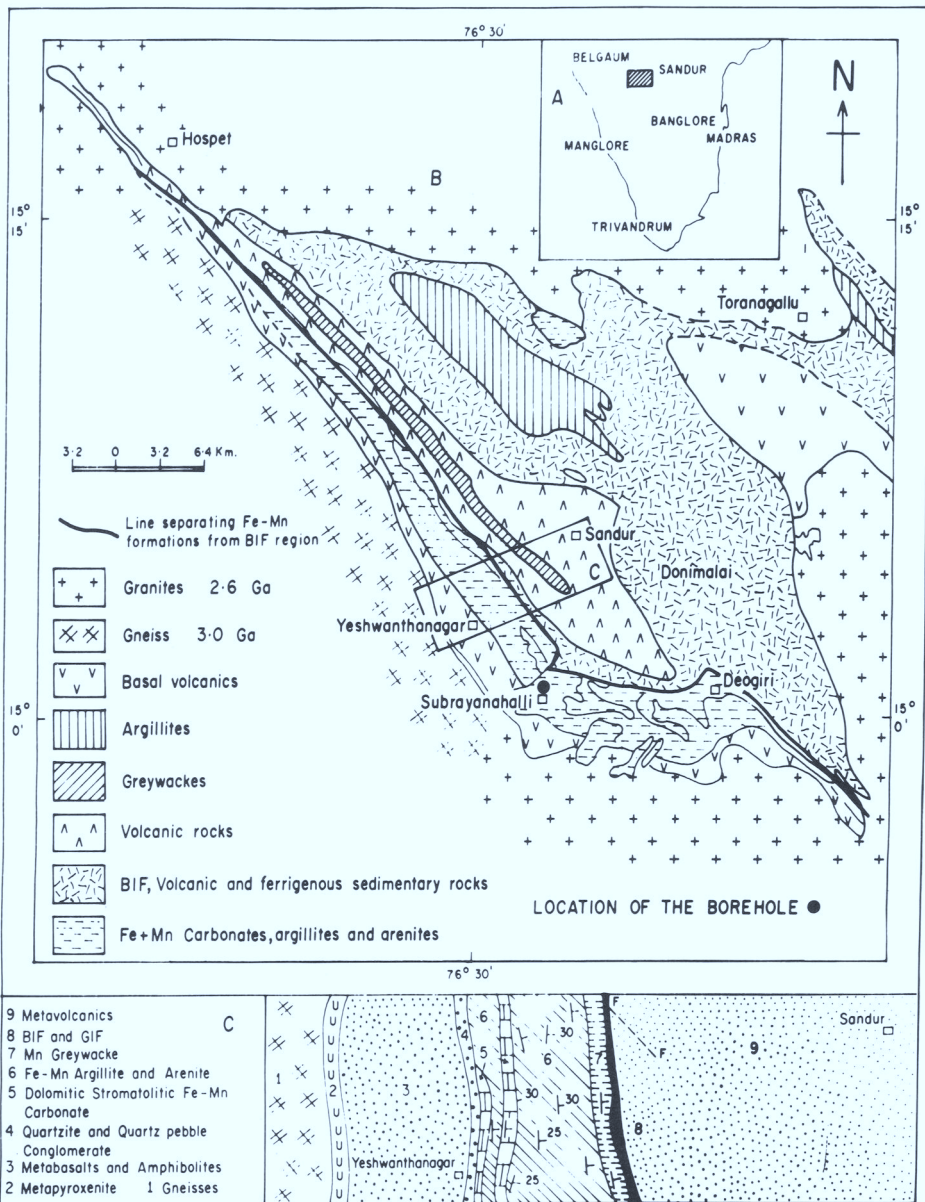 76° 30'
BELGAUM
SANDUR
A
BANGLORE
MADRAS
MANGLORE
TRIVANDRUM
N
Hospet
B
15°
15'
15°
15'
Toranagallu
3·2 0 3·2 6·4 Km.
Line separating Fe-Mn
formations from BIF region
Sandur
Donimalai
C
Yeshwanthanagar
Deogiri
Subrayanahalli
15°
0'
15°
0'
Granites 2·6 Ga
Gneiss 3·0 Ga
Basal volcanics
Argillites
Greywackes
Volcanic rocks
BIF, Volcanic and ferrigenous sedimentary rocks
Fe+Mn Carbonates, argillites and arenites
LOCATION OF THE BOREHOLE
76° 30'
C
9 Metavolcanics
8 BIF and GIF
7 Mn Greywacke
6 Fe-Mn Argillite and Arenite
5 Dolomitic Stromatolitic Fe-Mn
Carbonate
4 Quartzite and Quartz pebble
Conglomerate
3 Metabasalts and Amphibolites
2 Metapyroxenite 1 Gneisses
1
2
3
4
5
6
6
7
8
9
30
30
30
25
25
F
F
Sandur
Yeshwanthanagar